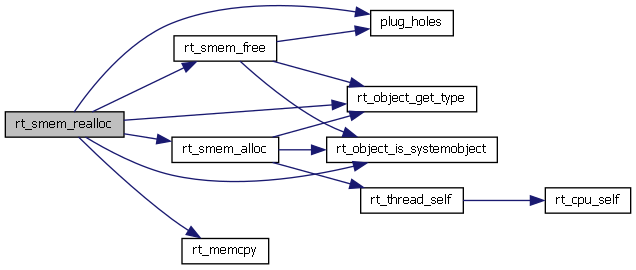 plug_holes
rt_smem_free
rt_object_get_type
rt_smem_realloc
rt_smem_alloc
rt_object_is_systemobject
rt_thread_self
rt_cpu_self
rt_memcpy